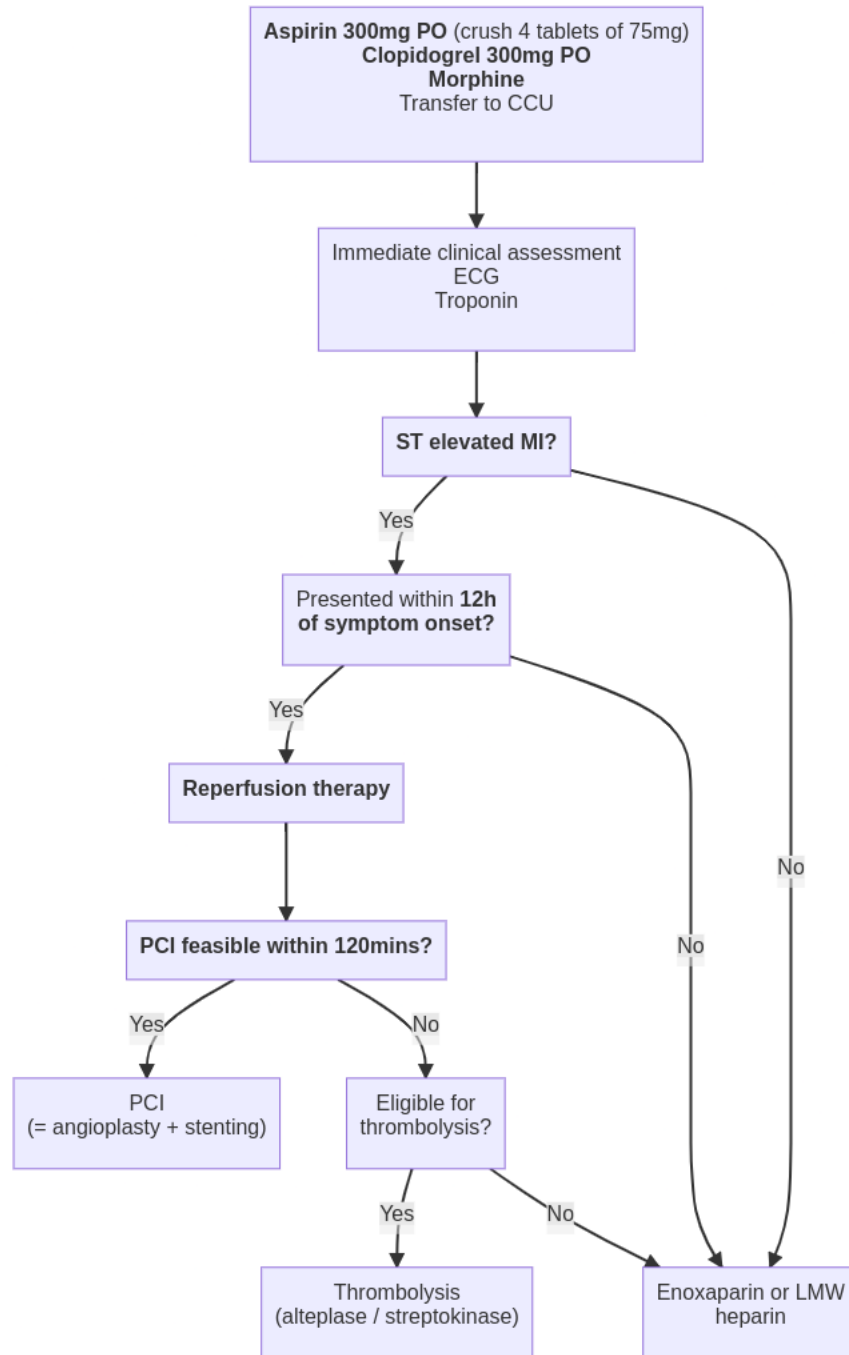 Aspirin 300mg PO (crush 4 tablets of 75mg)
Clopidogrel 300mg PO
Morphine
Transfer to CCU
Immediate clinical assessment
ECG
Troponin
ST elevated MI?
Yes
Presented within 12h
of symptom onset?
Yes
Reperfusion therapy
No
PCI feasible within 120mins?
No
Yes
No
PCI
(= angioplasty + stenting)
Eligible for
thrombolysis?
Yes
No
Thrombolysis
(alteplase / streptokinase)
Enoxaparin or LMW
heparin